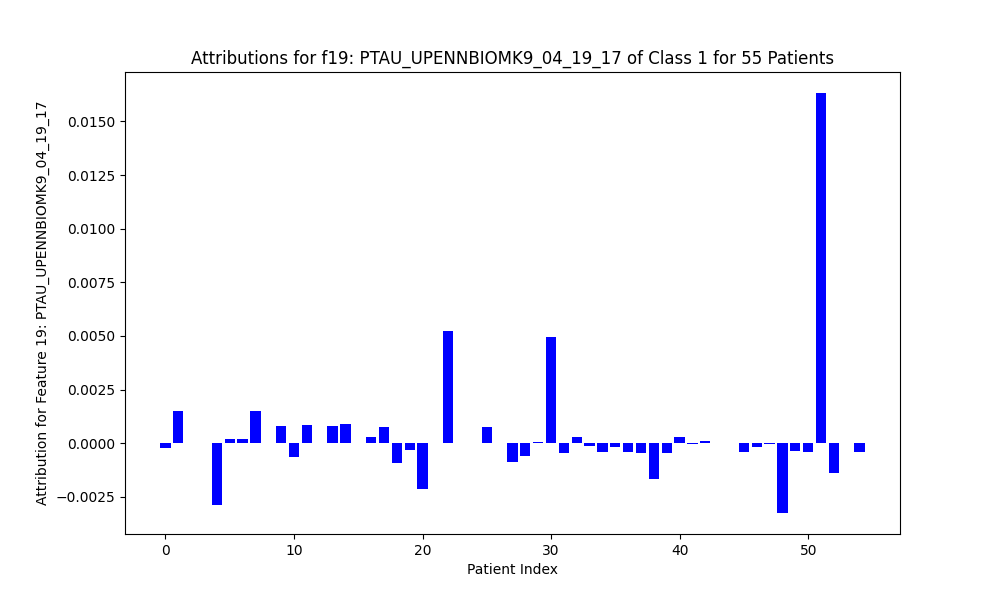 Attributions for f19: PTAU_UPENNBIOMK9_04_19_17 of Class 1 for 55 Patients
Attribution for Feature 19: PTAU_UPENNBIOMK9_04_19_17
0.0150
0.0125
0.0100
0.0075
0.0050
0.0025
0.0000
−0.0025
0 10 20 30 40 50
Patient Index